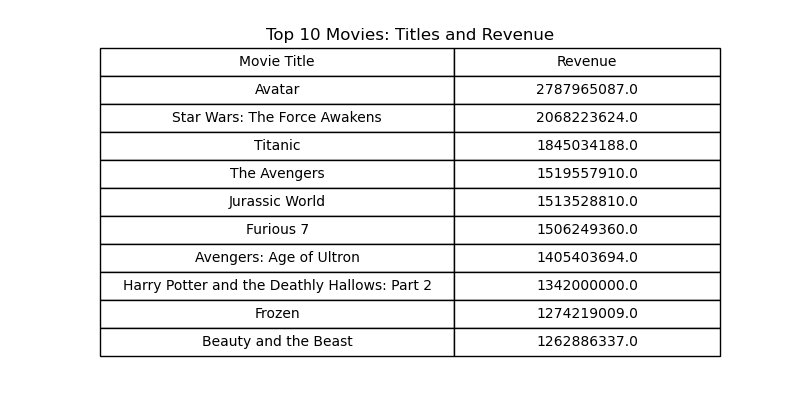 Top 10 Movies: Titles and Revenue
Movie Title Revenue
Avatar 2787965087.0
Star Wars: The Force Awakens 2068223624.0
Titanic 1845034188.0
The Avengers 1519557910.0
Jurassic World 1513528810.0
Furious 7 1506249360.0
Avengers: Age of Ultron 1405403694.0
Harry Potter and the Deathly Hallows: Part 2 1342000000.0
Frozen 1274219009.0
Beauty and the Beast 1262886337.0